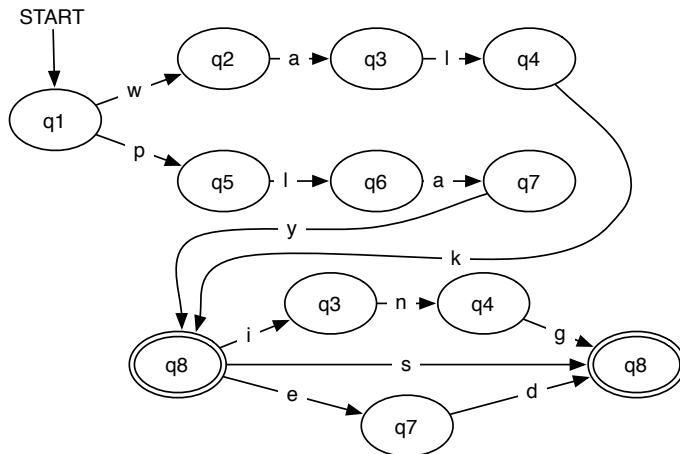 START
q2 a q3 l q4
w
q1
p
q5 l q6 a q7
y
k
q3 n q4
i g
q8 s q8
e d
q7